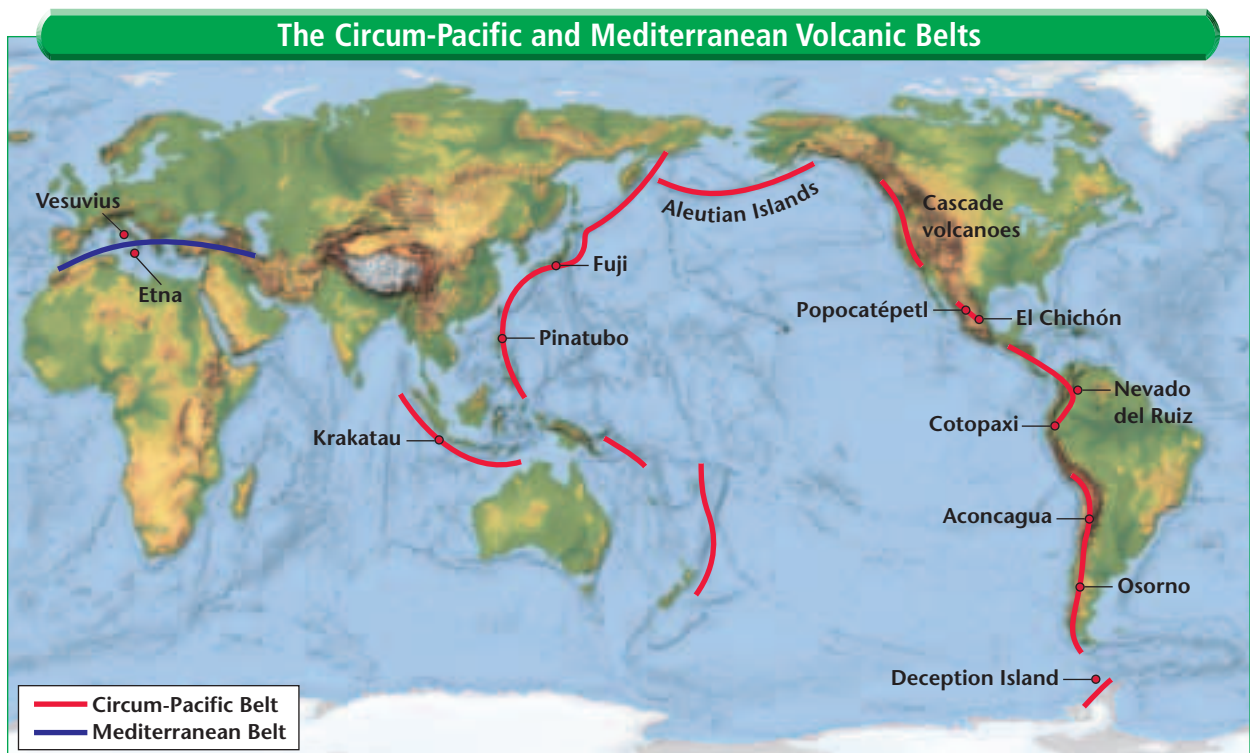 The Circum-Pacific and Mediterranean Volcanic Belts
Vesuvius
Etna
Aleutian Islands
Cascade
volcanoes
Fuji
Popocatépetl
El Chichón
Pinatubo
Nevado
del Ruiz
Cotopaxi
Krakatau
Aconcagua
Osorno
Deception Island
Circum-Pacific Belt
Mediterranean Belt